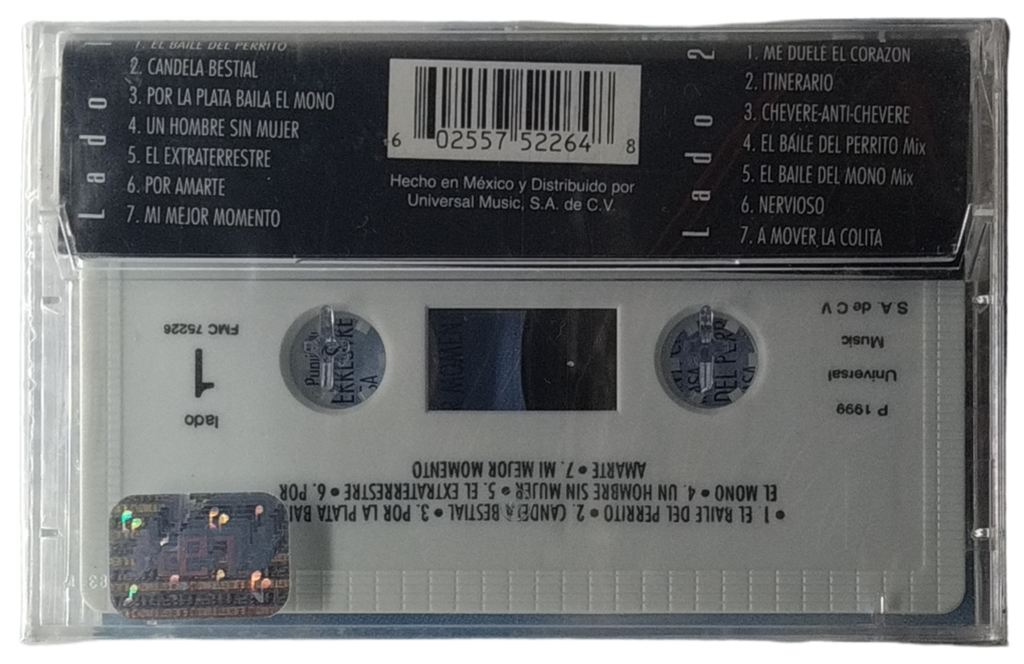 Lado 1
1. EL BAILE DEL PERRITO
2. CANDELA BESTIAL
3. POR LA PLATA BAILA EL MONO
4. UN HOMBRE SIN MUJER
5. EL EXTRATERRESTRE
6. POR AMARTE
7. MI MEJOR MOMENTO
6 02557 52264 8
Hecho en México y Distribuido por
Universal Music, S.A. de C.V.
Lado 2
1. ME DUELE EL CORAZON
2. ITINERARIO
3. CHEVERE-ANTI-CHEVERE
4. EL BAILE DEL PERRITO Mix
5. EL BAILE DEL MONO Mix
6. NERVIOSO
7. A MOVER LA COLITA
• 1 EL BAILE DEL PERRITO • 2. CANDELA BESTIAL • 3. POR LA PLATA
EL MONO • 4. UN HOMBRE SIN MUJER • 5. EL EXTRATERRESTRE • 6. POR
AMARTE • 7. MI MEJOR MOMENTO
P 1999
Universal
Music
S.A. de C V
lado
1
FMC 75226